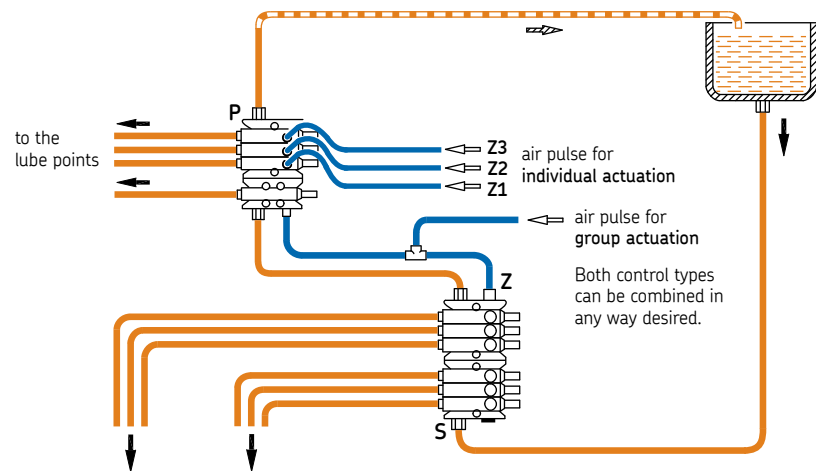 P
to the
lube points
Z3
Z2
Z1
air pulse for
individual actuation
air pulse for
group actuation
Z
Both control types
can be combined in
any way desired.
S